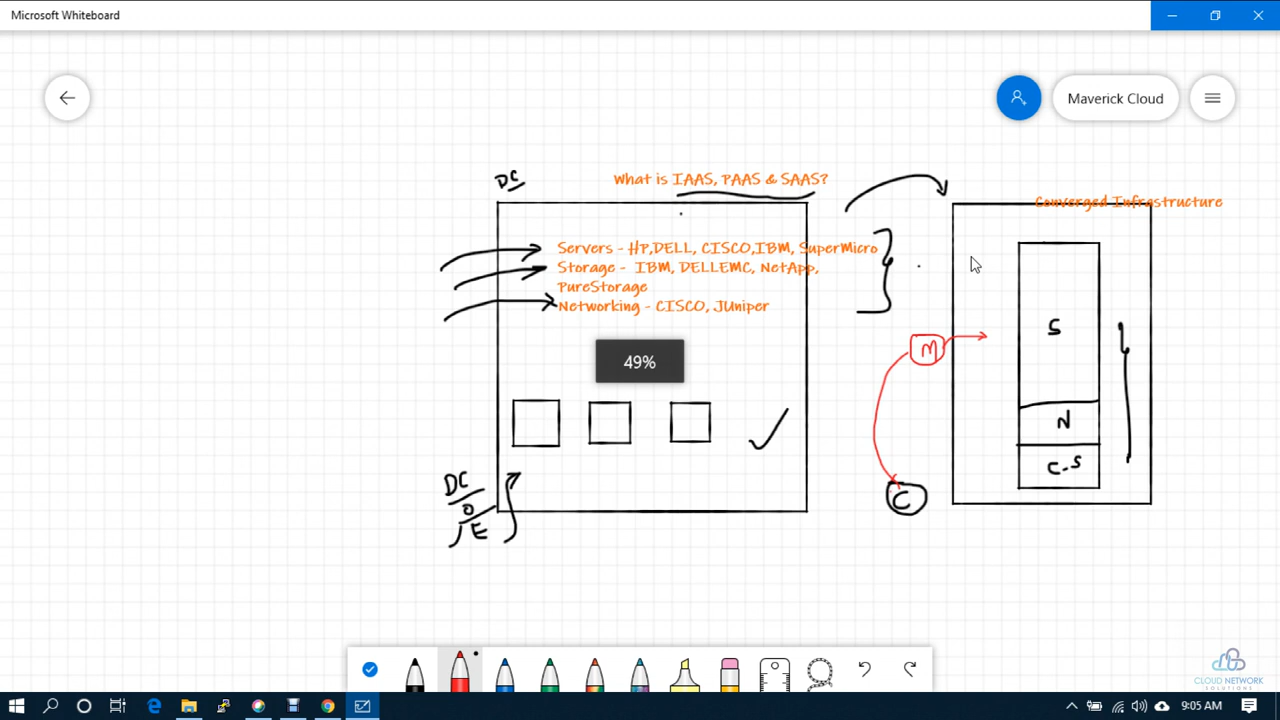 Microsoft Whiteboard
Maverick Cloud
DC
What is IAAS, PAAS & SAAS?
Converged Infrastructure
Servers - HP,DELL, CISCO,IBM, SuperMicro
Storage - IBM, DELLEMC, NetApp,
PureStorage
Networking - CISCO, JUniper
S
M
49%
N
C-S
DC
O
E
C
CLOUD NETWORK
SOLUTIONS
9:05 AM